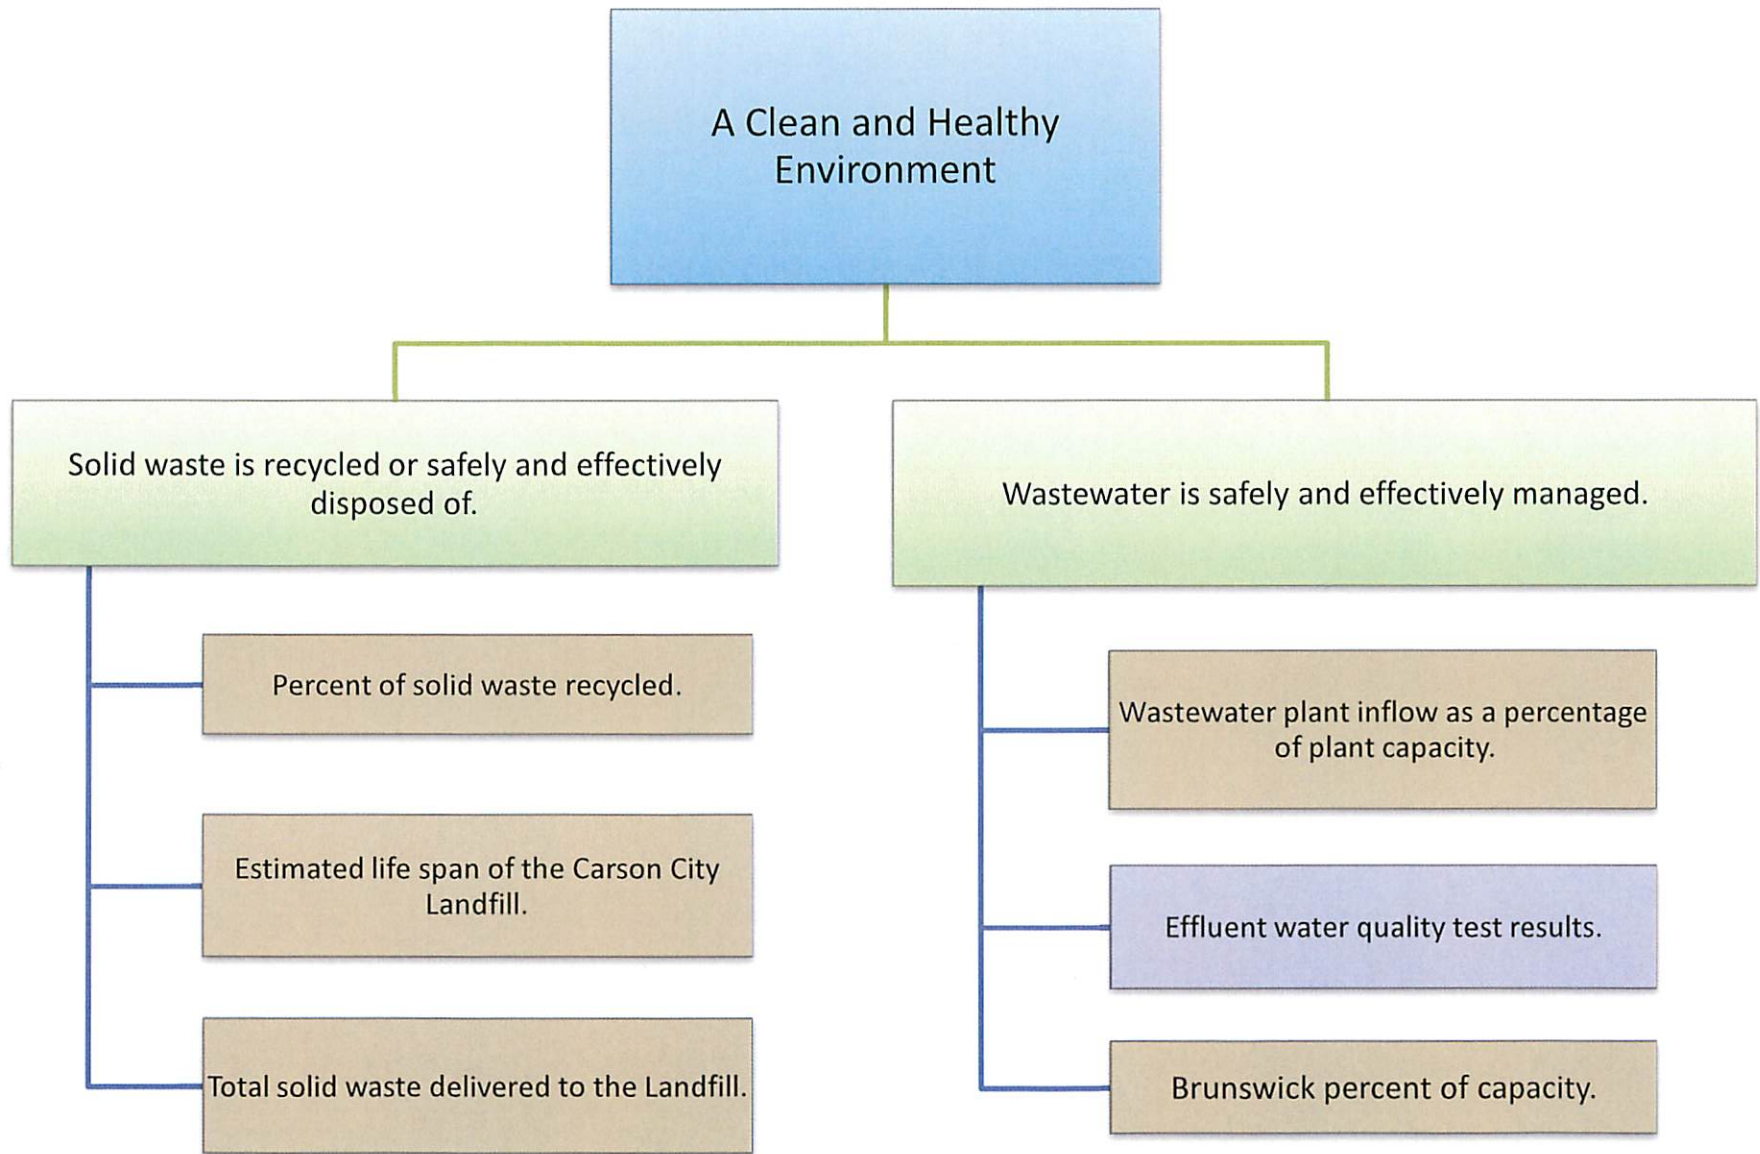 A Clean and Healthy
Environment
Solid waste is recycled or safely and effectively
disposed of.
Wastewater is safely and effectively managed.
Percent of solid waste recycled.
Estimated life span of the Carson City
Landfill.
Total solid waste delivered to the Landfill.
Wastewater plant inflow as a percentage
of plant capacity.
Effluent water quality test results.
Brunswick percent of capacity.